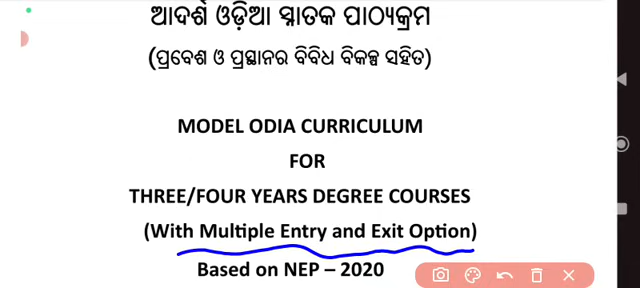 ଆଦର୍ଶ ଓଡ଼ିଆ ସ୍ନାତକ ପାଠ୍ୟକ୍ରମ
(ପ୍ରବେଶ ଓ ପ୍ରସ୍ଥାନର ବିବିଧ ବିକଳ୍ପ ସହିତ)
MODEL ODIA CURRICULUM
FOR
THREE/FOUR YEARS DEGREE COURSES
(With Multiple Entry and Exit Option)
Based on NEP – 2020